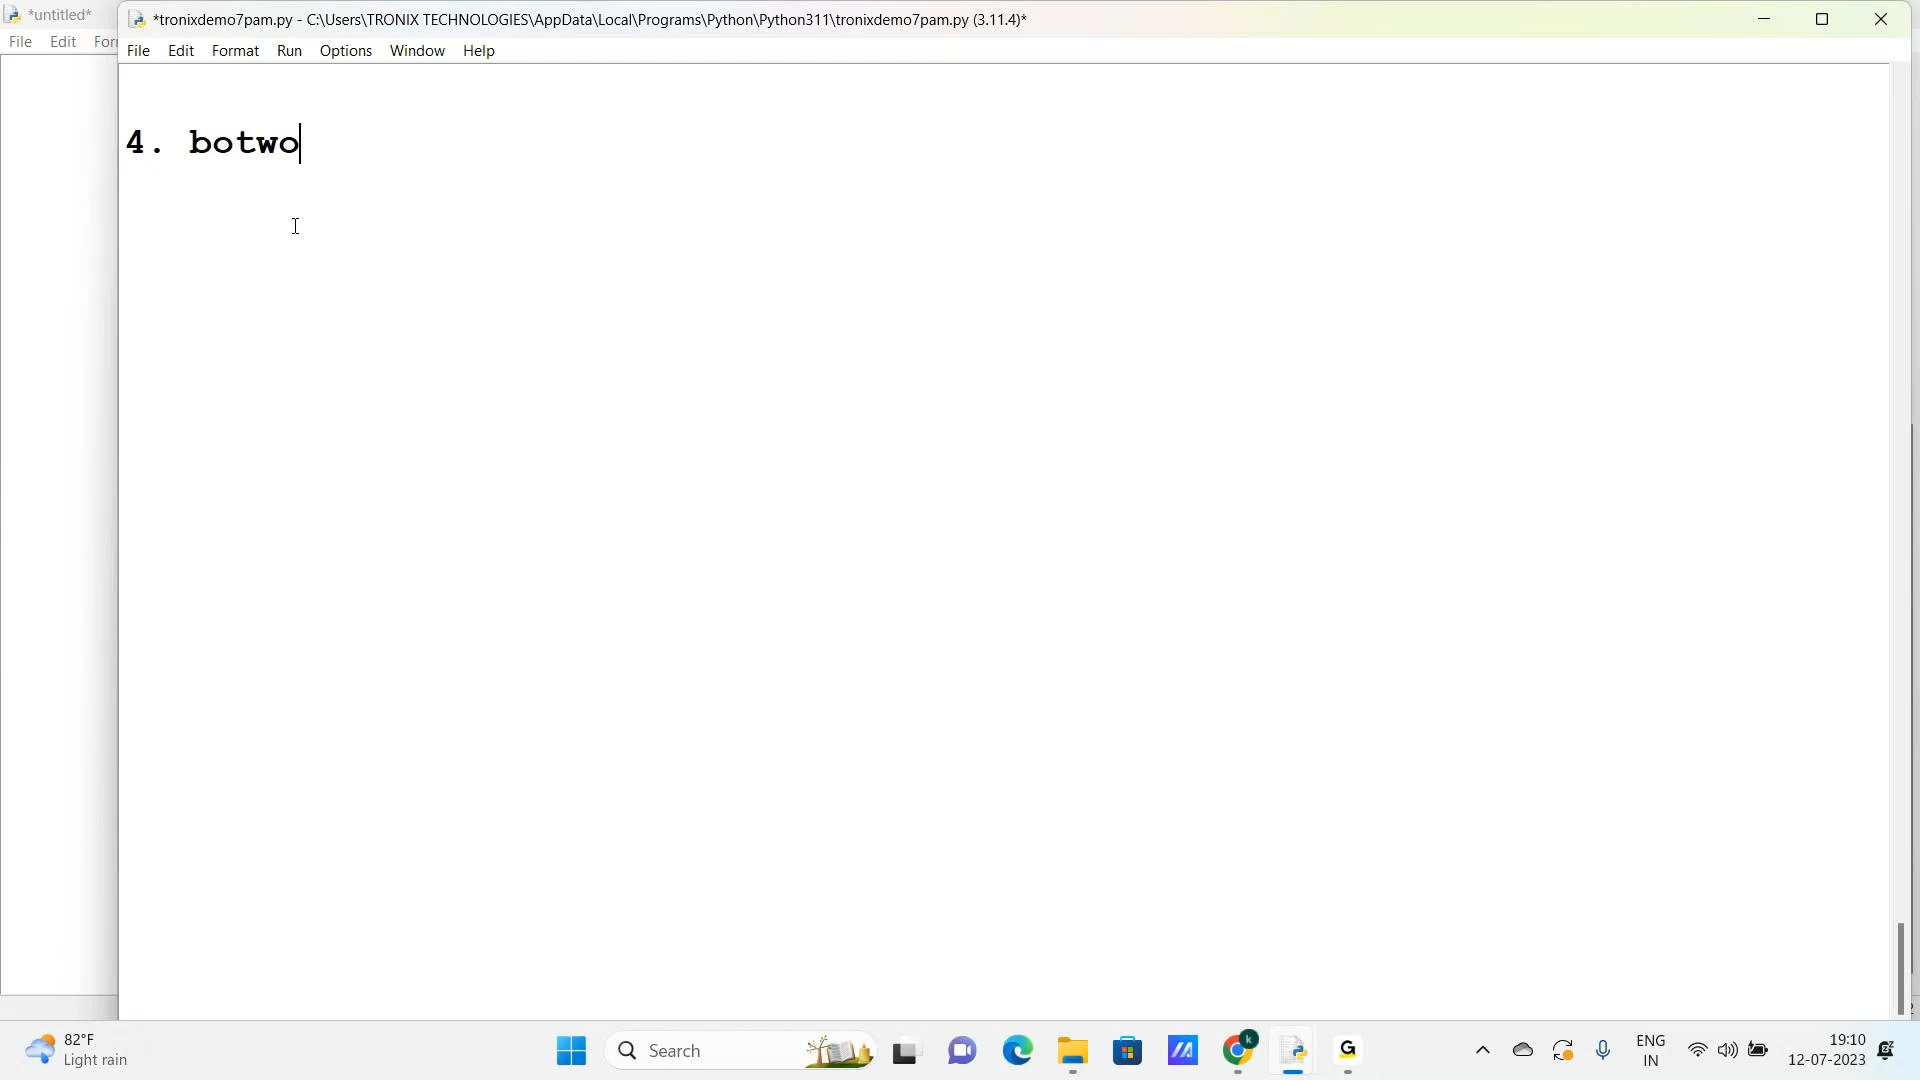 *untitled*
File Edit For
*tronixdemo7pam.py - C:\Users\TRONIX TECHNOLOGIES\AppData\Local\Programs\Python\Python311\tronixdemo7pam.py (3.11.4)*
File Edit Format Run Options Window Help
4. botwo
82°F
Light rain
Search
ENG
IN
19:10
12-07-2023